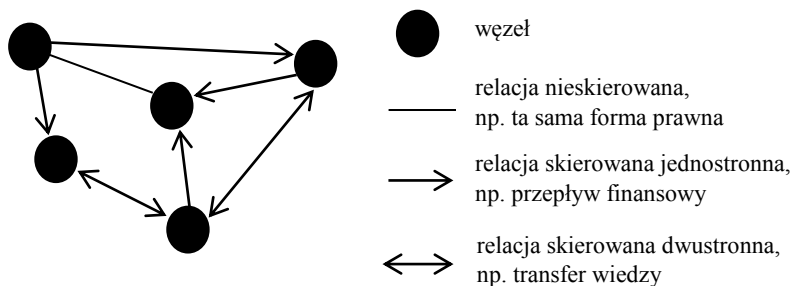 węzeł
relacja nieskierowana,
np. ta sama forma prawna
relacja skierowana jednostronna,
np. przepływ finansowy
relacja skierowana dwustronna,
np. transfer wiedzy